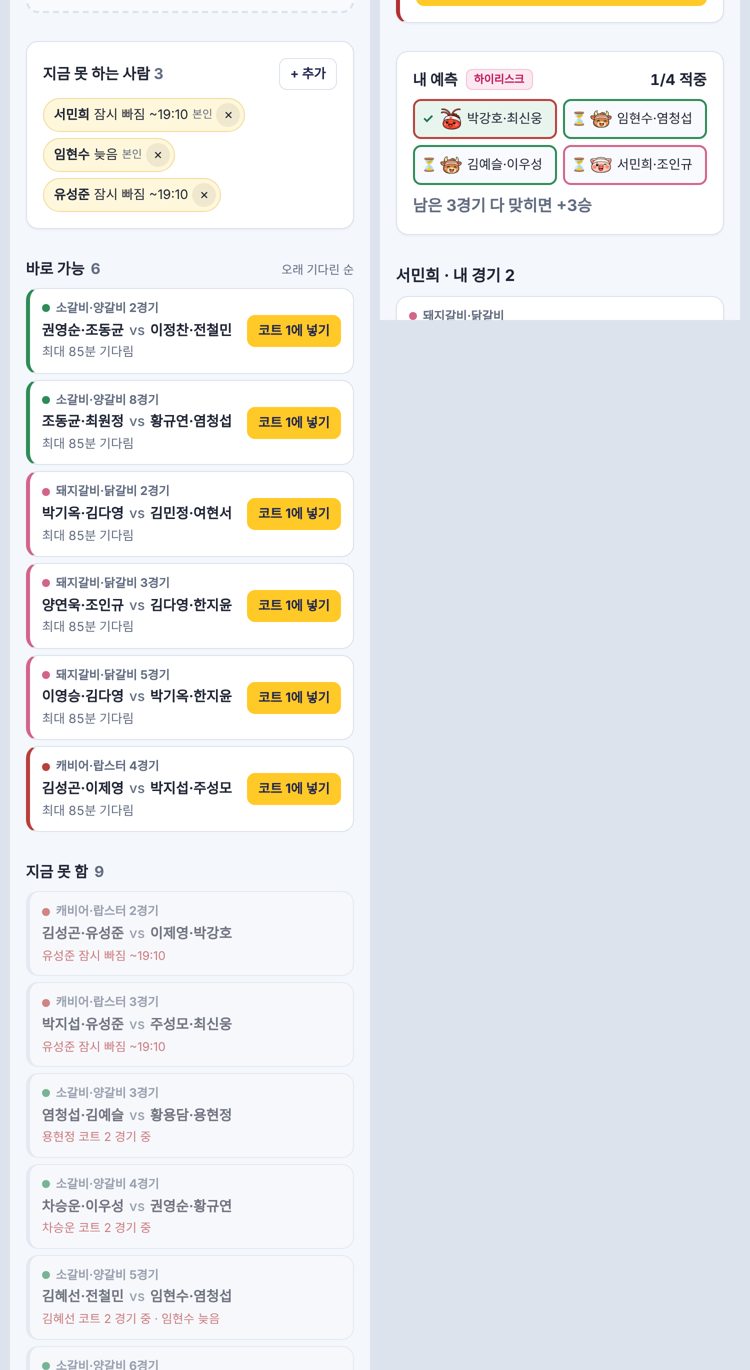 지금 못 하는 사람 3
+ 추가
서민희 잠시 빠짐 ~19:10 본인 ×
임현수 늦음 본인 ×
유성준 잠시 빠짐 ~19:10 ×
바로 가능 6
오래 기다린 순
소갈비·양갈비 2경기
권영순·조동균 vs 이정찬·전철민
코트 1에 넣기
최대 85분 기다림
소갈비·양갈비 8경기
조동균·최원정 vs 황규연·염청섭
코트 1에 넣기
최대 85분 기다림
돼지갈비·닭갈비 2경기
박기옥·김다영 vs 김민정·여현서
코트 1에 넣기
최대 85분 기다림
돼지갈비·닭갈비 3경기
양연욱·조인규 vs 김다영·한지윤
코트 1에 넣기
최대 85분 기다림
돼지갈비·닭갈비 5경기
이영승·김다영 vs 박기옥·한지윤
코트 1에 넣기
최대 85분 기다림
캐비어·랍스터 4경기
김성곤·이제영 vs 박지섭·주성모
코트 1에 넣기
최대 85분 기다림
지금 못 함 9
캐비어·랍스터 2경기
김성곤·유성준 vs 이제영·박강호
유성준 잠시 빠짐 ~19:10
캐비어·랍스터 3경기
박지섭·유성준 vs 주성모·최신웅
유성준 잠시 빠짐 ~19:10
소갈비·양갈비 3경기
염청섭·김예슬 vs 황용담·용현정
용현정 코트 2 경기 중
소갈비·양갈비 4경기
차승운·이우성 vs 권영순·황규연
차승운 코트 2 경기 중
소갈비·양갈비 5경기
김혜선·전철민 vs 임현수·염청섭
김혜선 코트 2 경기 중 · 임현수 늦음
소갈비·양갈비 6경기
내 예측 하이리스크
1/4 적중
박강호·최신웅
임현수·염청섭
김예슬·이우성
서민희·조인규
남은 3경기 다 맞히면 +3승
서민희 · 내 경기 2
돼지갈비·닭갈비